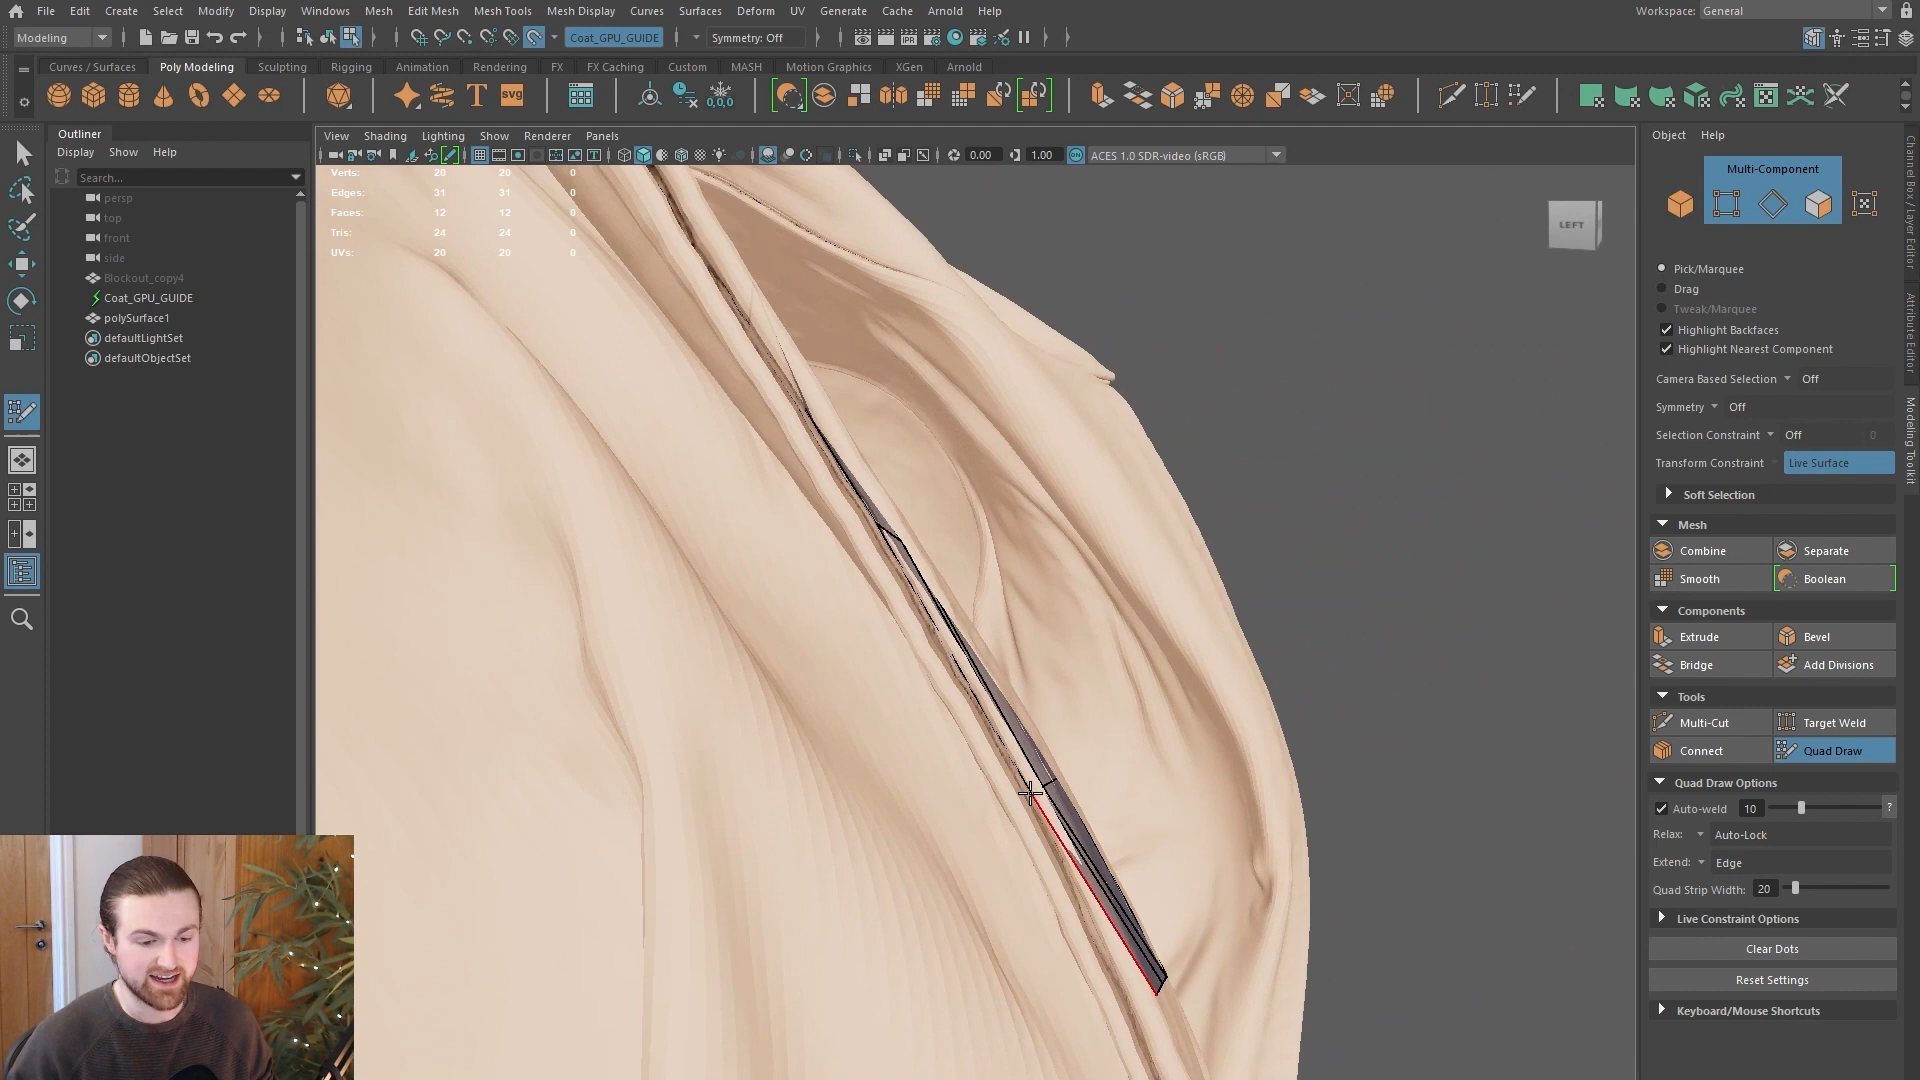 File Edit Create Select Modify Display Windows Mesh Edit Mesh Mesh Tools Mesh Display Curves Surfaces Deform UV Generate Cache Arnold Help
Workspace: General
Modeling
Coat_GPU_GUIDE
Symmetry: Off
IPR
Curves / Surfaces Poly Modeling Sculpting Rigging Animation Rendering FX FX Caching Custom MASH Motion Graphics XGen Arnold
T svg 0,0,0
Outliner
Display Show Help
Search...
persp
top
front
side
Blockout_copy4
Coat_GPU_GUIDE
polySurface1
defaultLightSet
defaultObjectSet
View Shading Lighting Show Renderer Panels
0.00 1.00 ACES 1.0 SDR-video (sRGB)
Verts: 20 20 0
Edges: 31 31 0
Faces: 12 12 0
Tris: 24 24 0
UVs: 20 20 0
LEFT
Object Help
Multi-Component
Pick/Marquee
Drag
Tweak/Marquee
Highlight Backfaces
Highlight Nearest Component
Camera Based Selection Off
Symmetry Off
Selection Constraint Off 0
Transform Constraint Live Surface
Soft Selection
Mesh
Combine Separate
Smooth Boolean
Components
Extrude Bevel
Bridge Add Divisions
Tools
Multi-Cut Target Weld
Connect Quad Draw
Quad Draw Options
Auto-weld 10 ?
Relax: Auto-Lock
Extend: Edge
Quad Strip Width: 20
Live Constraint Options
Clear Dots
Reset Settings
Keyboard/Mouse Shortcuts
Channel Box / Layer Editor
Attribute Editor
Modeling Toolkit